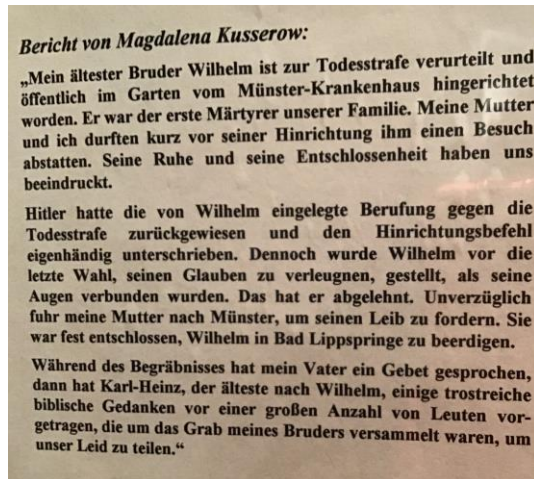 Bericht von Magdalena Kusserow:
„Mein ältester Bruder Wilhelm ist zur Todesstrafe verurteilt und
öffentlich im Garten vom Münster-Krankenhaus hingerichtet
worden. Er war der erste Märtyrer unserer Familie. Meine Mutter
und ich durften kurz vor seiner Hinrichtung ihm einen Besuch
abstatten. Seine Ruhe und seine Entschlossenheit haben uns
beeindruckt.
Hitler hatte die von Wilhelm eingelegte Berufung gegen die
Todesstrafe zurückgewiesen und den Hinrichtungsbefehl
eigenhändig unterschrieben. Dennoch wurde Wilhelm vor die
letzte Wahl, seinen Glauben zu verleugnen, gestellt, als seine
Augen verbunden wurden. Das hat er abgelehnt. Unverzüglich
fuhr meine Mutter nach Münster, um seinen Leib zu fordern. Sie
war fest entschlossen, Wilhelm in Bad Lippspringe zu beerdigen.
Während des Begräbnisses hat mein Vater ein Gebet gesprochen,
dann hat Karl-Heinz, der älteste nach Wilhelm, einige trostreiche
biblische Gedanken vor einer großen Anzahl von Leuten vor-
getragen, die um das Grab meines Bruders versammelt waren, um
unser Leid zu teilen.“